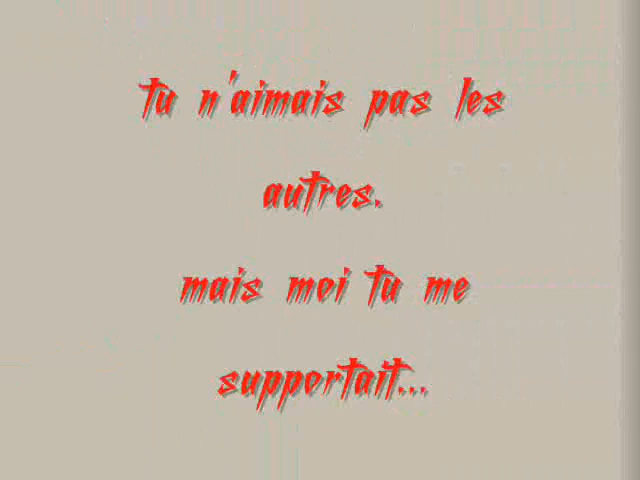 tu n'aimais pas les
autres.
mais moi tu me
supportait...